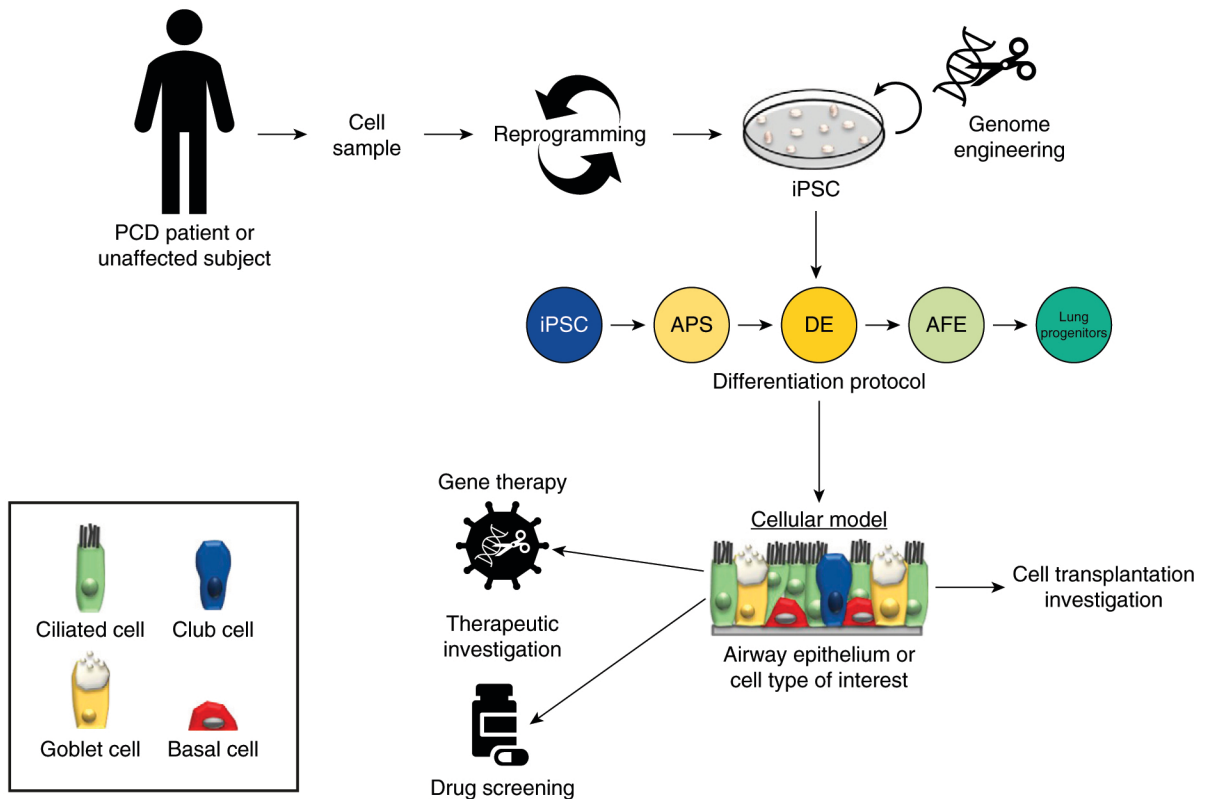 PCD patient or
unaffected subject
Cell
sample
Reprogramming
iPSC
Genome
engineering
iPSC
APS
DE
AFE
Lung
progenitors
Differentiation protocol
Gene therapy
Therapeutic
investigation
Drug screening
Cellular model
Airway epithelium or
cell type of interest
Cell transplantation
investigation
Ciliated cell
Club cell
Goblet cell
Basal cell